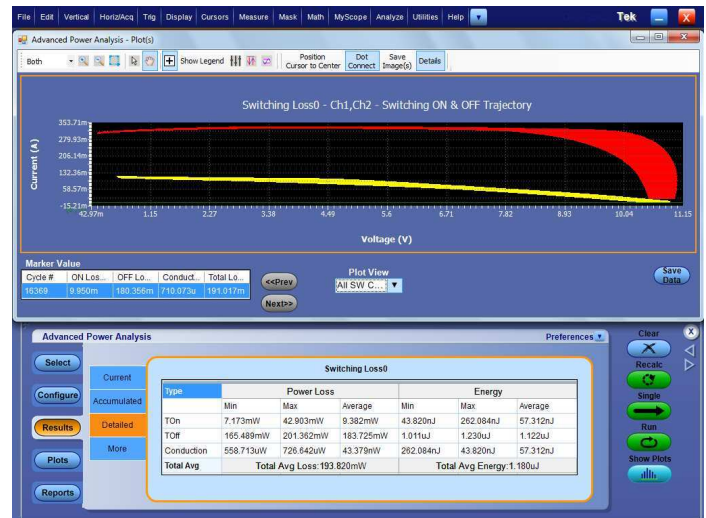 File Edit Vertical Horiz/Acq Trig Display Cursors Measure Mask Math MyScope Analyze Utilities Help Tek X
Advanced Power Analysis - Plot(s)
Both Show Legend Position Cursor to Center Dot Connect Save Image(s) Details
Switching Loss0 - Ch1,Ch2 - Switching ON & OFF Trajectory
Current (A)
353.71m
279.93m
206.14m
132.36m
58.57m
-15.21m
42.97m 1.15 2.27 3.38 4.49 5.6 6.71 7.82 8.93 10.04 11.15
Voltage (V)
Marker Value
Cycle # ON Los... OFF Lo... Conduct... Total Lo...
16369 9.950m 180.356m 710.073u 191.017m
<<Prev
Next>>
Plot View
All SW C...
Save Data
Advanced Power Analysis Preferences
Select
Configure
Results
Plots
Reports
Current
Accumulated
Detailed
More
Switching Loss0
Type Power Loss Energy
Min Max Average Min Max Average
TOn 7.173mW 42.903mW 9.382mW 43.820nJ 262.084nJ 57.312nJ
TOff 165.489mW 201.362mW 183.725mW 1.011uJ 1.230uJ 1.122uJ
Conduction 558.713uW 726.642uW 43.379nW 262.084nJ 43.820nJ 57.312nJ
Total Avg Total Avg Loss:193.820mW Total Avg Energy:1.180uJ
Clear X
Recalc
Single
Run
Show Plots